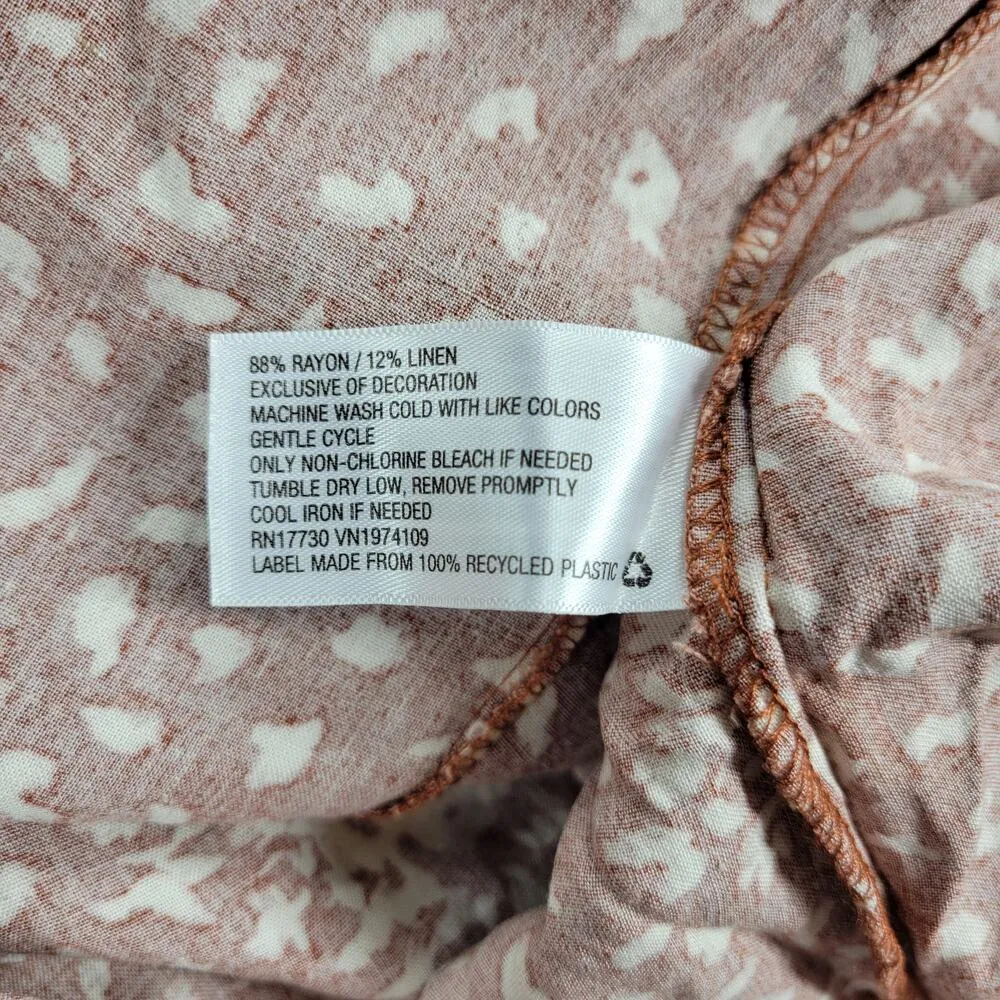 88% RAYON / 12% LINEN
EXCLUSIVE OF DECORATION
MACHINE WASH COLD WITH LIKE COLORS
GENTLE CYCLE
ONLY NON-CHLORINE BLEACH IF NEEDED
TUMBLE DRY LOW, REMOVE PROMPTLY
COOL IRON IF NEEDED
RN17730 VN1974109
LABEL MADE FROM 100% RECYCLED PLASTIC